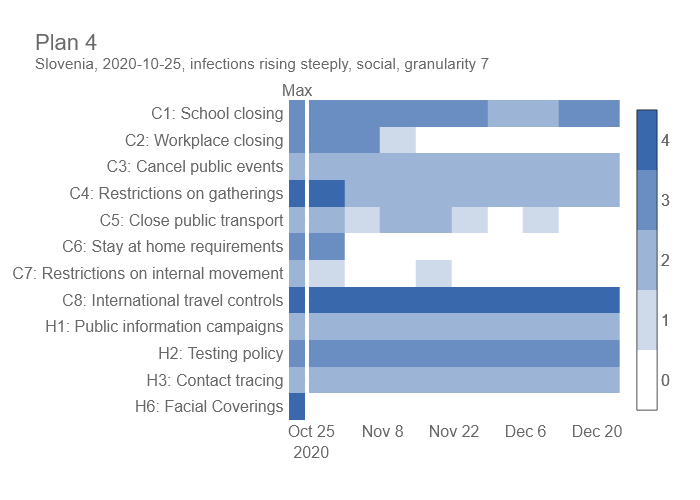 Plan 4
Slovenia, 2020-10-25, infections rising steeply, social, granularity 7
Max
C1: School closing
C2: Workplace closing
C3: Cancel public events
C4: Restrictions on gatherings
C5: Close public transport
C6: Stay at home requirements
C7: Restrictions on internal movement
C8: International travel controls
H1: Public information campaigns
H2: Testing policy
H3: Contact tracing
H6: Facial Coverings
4
3
2
1
0
Oct 25 Nov 8 Nov 22 Dec 6 Dec 20
2020